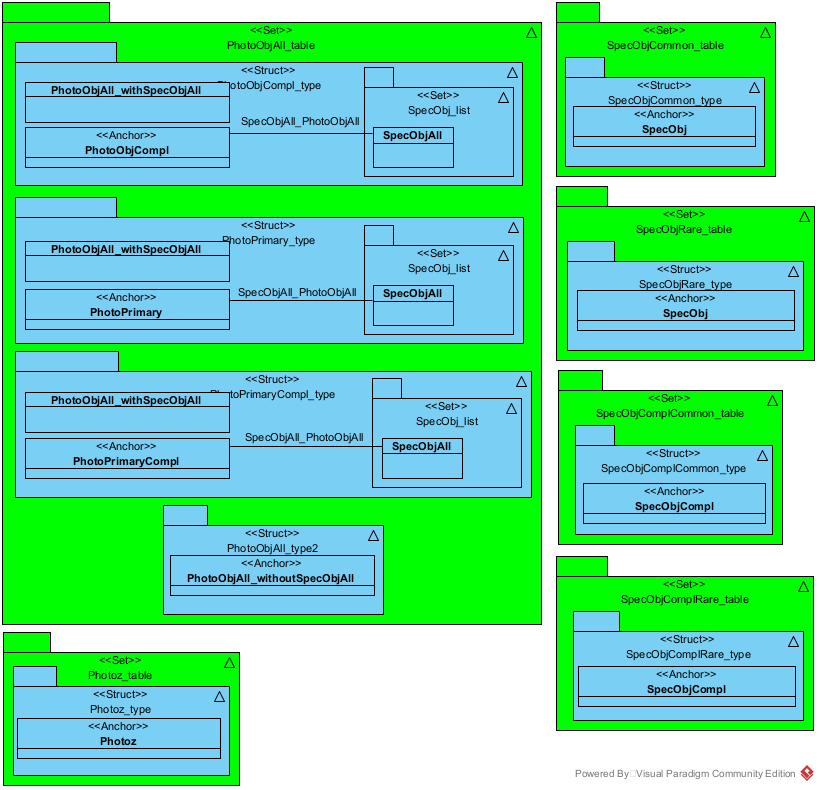 <<Set>>
PhotoObjAll_table
<<Struct>>
PhotoObjCompl_type
PhotoObjAll_withSpecObjAll
<<Set>>
SpecObj_list
<<Anchor>>
PhotoObjCompl
SpecObjAll_PhotoObjAll
SpecObjAll
<<Struct>>
PhotoPrimary_type
PhotoObjAll_withSpecObjAll
<<Set>>
SpecObj_list
<<Anchor>>
PhotoPrimary
SpecObjAll_PhotoObjAll
SpecObjAll
<<Struct>>
PhotoPrimaryCompl_type
PhotoObjAll_withSpecObjAll
<<Set>>
SpecObj_list
<<Anchor>>
PhotoPrimaryCompl
SpecObjAll_PhotoObjAll
SpecObjAll
<<Struct>>
PhotoObjAll_type2
<<Anchor>>
PhotoObjAll_withoutSpecObjAll
<<Set>>
Photoz_table
<<Struct>>
Photoz_type
<<Anchor>>
Photoz
<<Set>>
SpecObjCommon_table
<<Struct>>
SpecObjCommon_type
<<Anchor>>
SpecObj
<<Set>>
SpecObjRare_table
<<Struct>>
SpecObjRare_type
<<Anchor>>
SpecObj
<<Set>>
SpecObjComplCommon_table
<<Struct>>
SpecObjComplCommon_type
<<Anchor>>
SpecObjCompl
<<Set>>
SpecObjComplRare_table
<<Struct>>
SpecObjComplRare_type
<<Anchor>>
SpecObjCompl
Powered By Visual Paradigm Community Edition